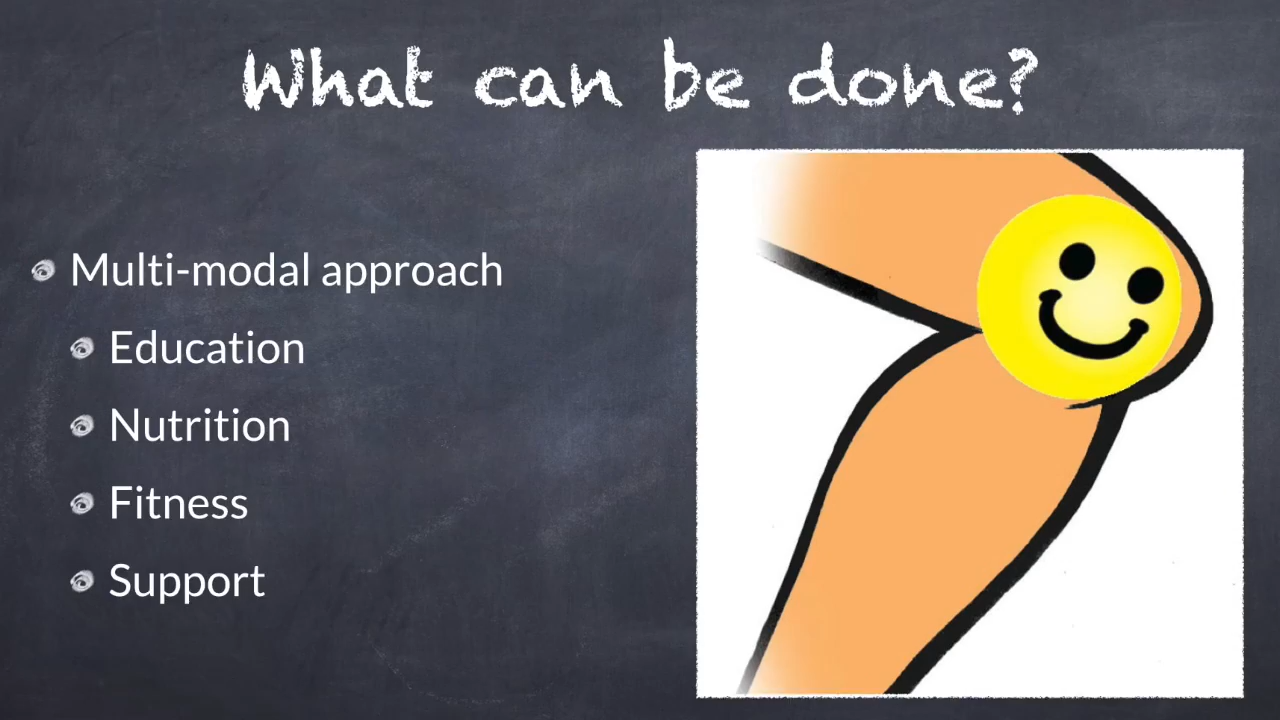 What can be done?
Multi-modal approach
Education
Nutrition
Fitness
Support